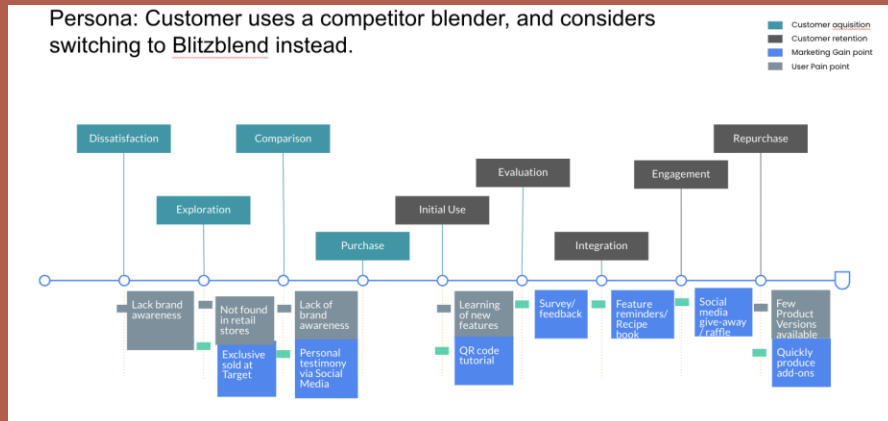 Persona: Customer uses a competitor blender, and considers
switching to Blitzblend instead.
Customer aquisition
Customer retention
Marketing Gain point
User Pain point
Dissatisfaction
Comparison
Repurchase
Evaluation
Engagement
Exploration
Initial Use
Purchase
Integration
Lack brand
awareness
Not found
in retail
stores
Exclusive
sold at
Target
Lack of
brand
awareness
Personal
testimony
via Social
Media
Learning
of new
features
QR code
tutorial
Survey/
feedback
Feature
reminders/
Recipe
book
Social
media
give-away
/ raffle
Few
Product
Versions
available
Quickly
produce
add-ons